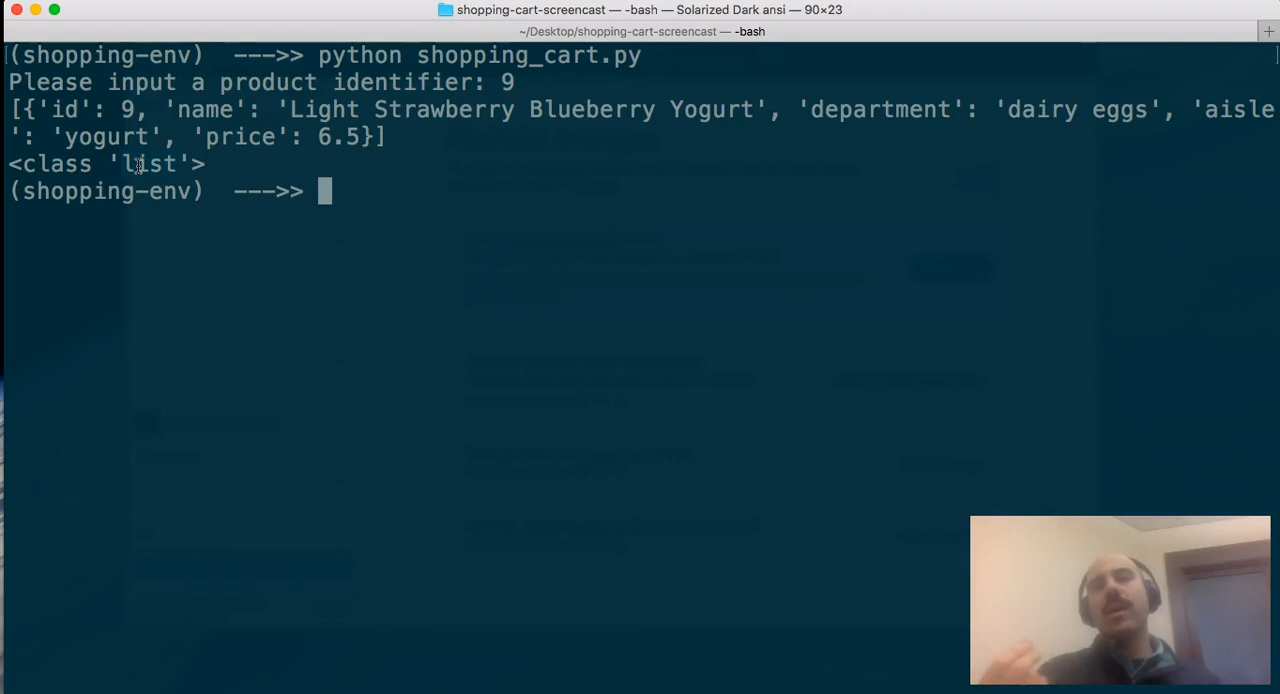 shopping-cart-screencast — -bash — Solarized Dark ansi — 90×23
~/Desktop/shopping-cart-screencast — -bash
(shopping-env)  --->> python shopping_cart.py
Please input a product identifier: 9
[{'id': 9, 'name': 'Light Strawberry Blueberry Yogurt', 'department': 'dairy eggs', 'aisle
': 'yogurt', 'price': 6.5}]
<class 'list'>
(shopping-env)  --->>